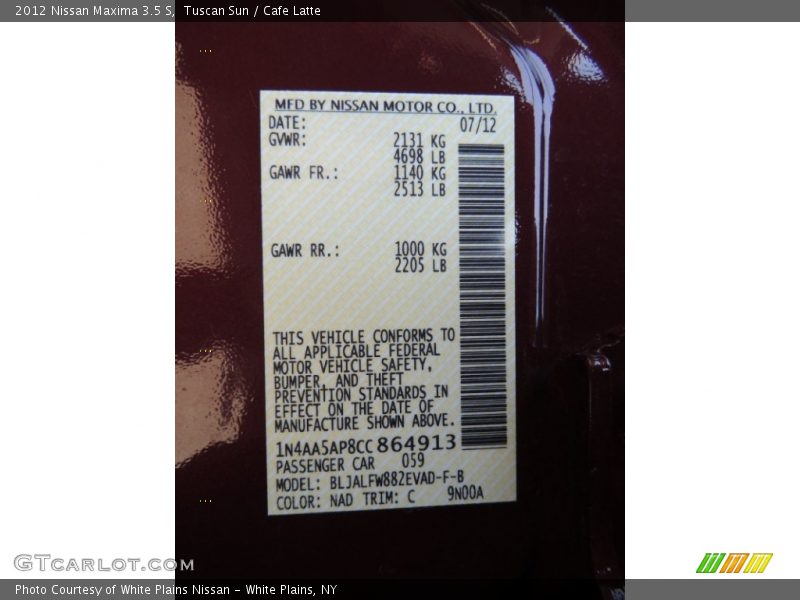 2012 Nissan Maxima 3.5 S, Tuscan Sun / Cafe Latte
MFD BY NISSAN MOTOR CO., LTD.
DATE: 07/12
GVWR: 2131 KG
4698 LB
GAWR FR.: 1140 KG
2513 LB
GAWR RR.: 1000 KG
2205 LB
THIS VEHICLE CONFORMS TO
ALL APPLICABLE FEDERAL
MOTOR VEHICLE SAFETY,
BUMPER, AND THEFT
PREVENTION STANDARDS IN
EFFECT ON THE DATE OF
MANUFACTURE SHOWN ABOVE.
1N4AA5AP8CC864913
PASSENGER CAR 059
MODEL: BLJALFW882EVAD-F-B
COLOR: NAD TRIM: C 9N00A
GTCARLOT.COM
Photo Courtesy of White Plains Nissan - White Plains, NY